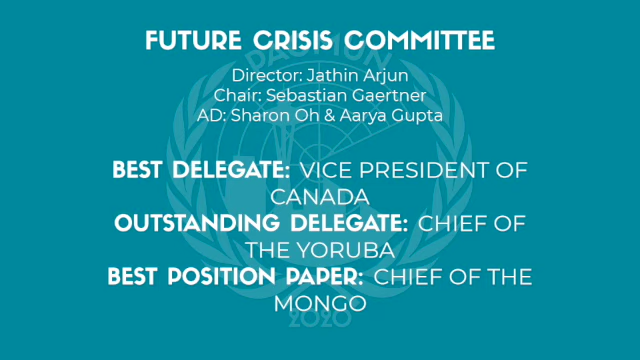 FUTURE CRISIS COMMITTEE
Director: Jathin Arjun
Chair: Sebastian Gaertner
AD: Sharon Oh & Aarya Gupta
BEST DELEGATE: VICE PRESIDENT OF
CANADA
OUTSTANDING DELEGATE: CHIEF OF
THE YORUBA
BEST POSITION PAPER: CHIEF OF THE
MONGO
2020